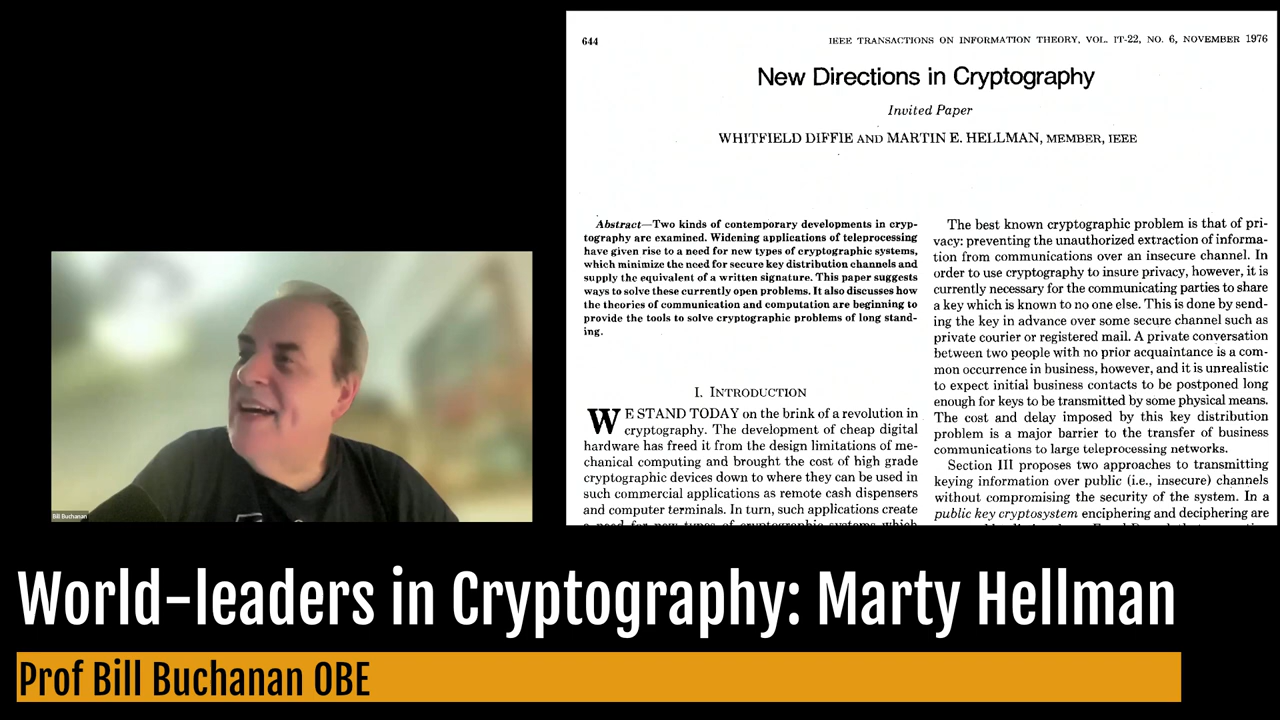 644
IEEE TRANSACTIONS ON INFORMATION THEORY, VOL. IT-22, NO. 6, NOVEMBER 1976
New Directions in Cryptography
Invited Paper
WHITFIELD DIFFIE AND MARTIN E. HELLMAN, MEMBER, IEEE
Abstract—Two kinds of contemporary developments in cryp-
tography are examined. Widening applications of teleprocessing
have given rise to a need for new types of cryptographic systems,
which minimize the need for secure key distribution channels and
supply the equivalent of a written signature. This paper suggests
ways to solve these currently open problems. It also discusses how
the theories of communication and computation are beginning to
provide the tools to solve cryptographic problems of long stand-
ing.
I. INTRODUCTION
WE STAND TODAY on the brink of a revolution in
cryptography. The development of cheap digital
hardware has freed it from the design limitations of me-
chanical computing and brought the cost of high grade
cryptographic devices down to where they can be used in
such commercial applications as remote cash dispensers
and computer terminals. In turn, such applications create
a need for new types of cryptographic systems which
The best known cryptographic problem is that of pri-
vacy: preventing the unauthorized extraction of informa-
tion from communications over an insecure channel. In
order to use cryptography to insure privacy, however, it is
currently necessary for the communicating parties to share
a key which is known to no one else. This is done by send-
ing the key in advance over some secure channel such as
private courier or registered mail. A private conversation
between two people with no prior acquaintance is a com-
mon occurrence in business, however, and it is unrealistic
to expect initial business contacts to be postponed long
enough for keys to be transmitted by some physical means.
The cost and delay imposed by this key distribution
problem is a major barrier to the transfer of business
communications to large teleprocessing networks.
Section III proposes two approaches to transmitting
keying information over public (i.e., insecure) channels
without compromising the security of the system. In a
public key cryptosystem enciphering and deciphering are
Bill Buchanan
World-leaders in Cryptography: Marty Hellman
Prof Bill Buchanan OBE